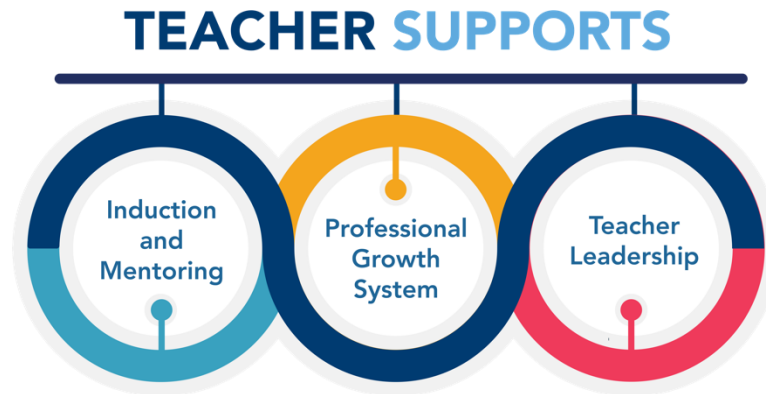 TEACHER SUPPORTS
Induction
and
Mentoring
Professional
Growth
System
Teacher
Leadership